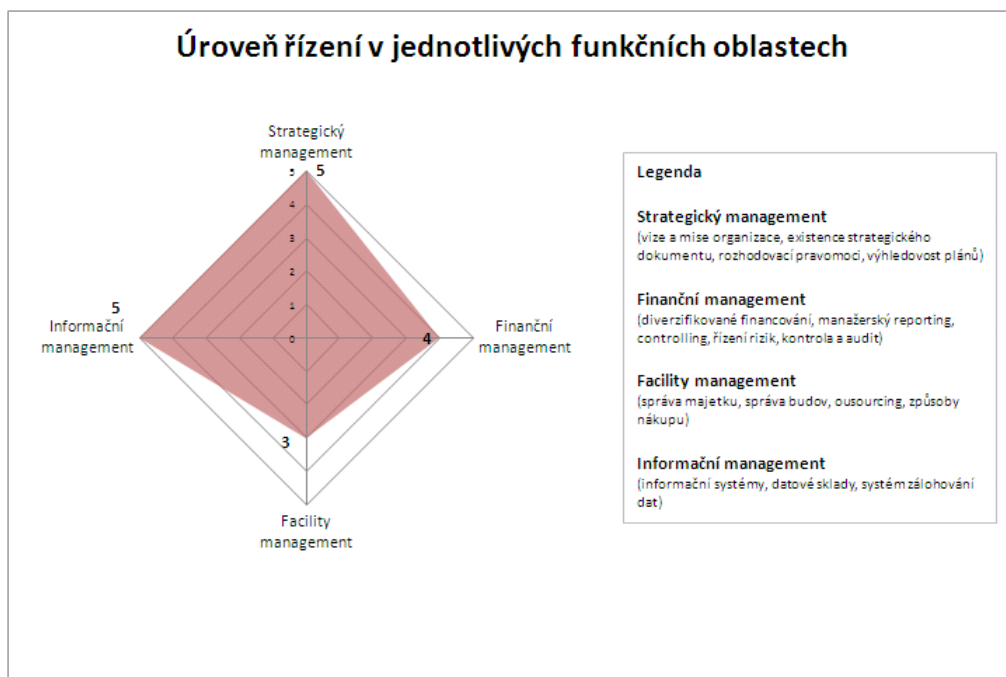 Úroveň řízení v jednotlivých funkčních oblastech
Strategický
management
5
5
4
3
2
1
0
5
Informační
management
4
Finanční
management
3
Facility
management
Legenda
Strategický management
(vize a mise organizace, existence strategického
dokumentu, rozhodovací pravomoci, výhledovost plánů)
Finanční management
(diverzifikované financování, manažerský reporting,
controlling, řízení rizik, kontrola a audit)
Facility management
(správa majetku, správa budov, ousourcing, způsoby
nákupu)
Informační management
(informační systémy, datové sklady, systém zálohování
dat)